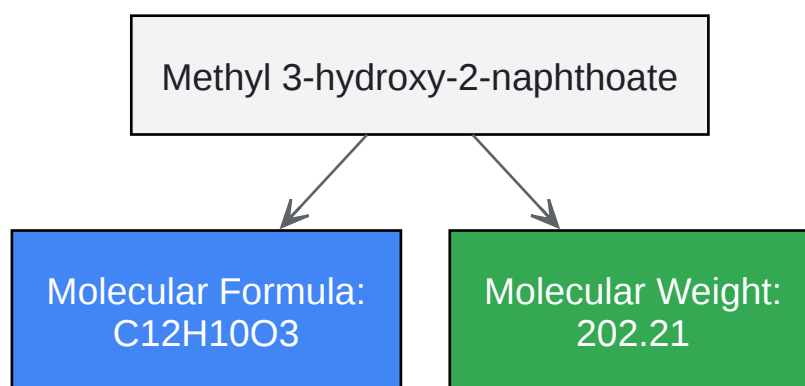 Methyl 3-hydroxy-2-naphthoate
Molecular Formula:
C12H10O3
Molecular Weight:
202.21